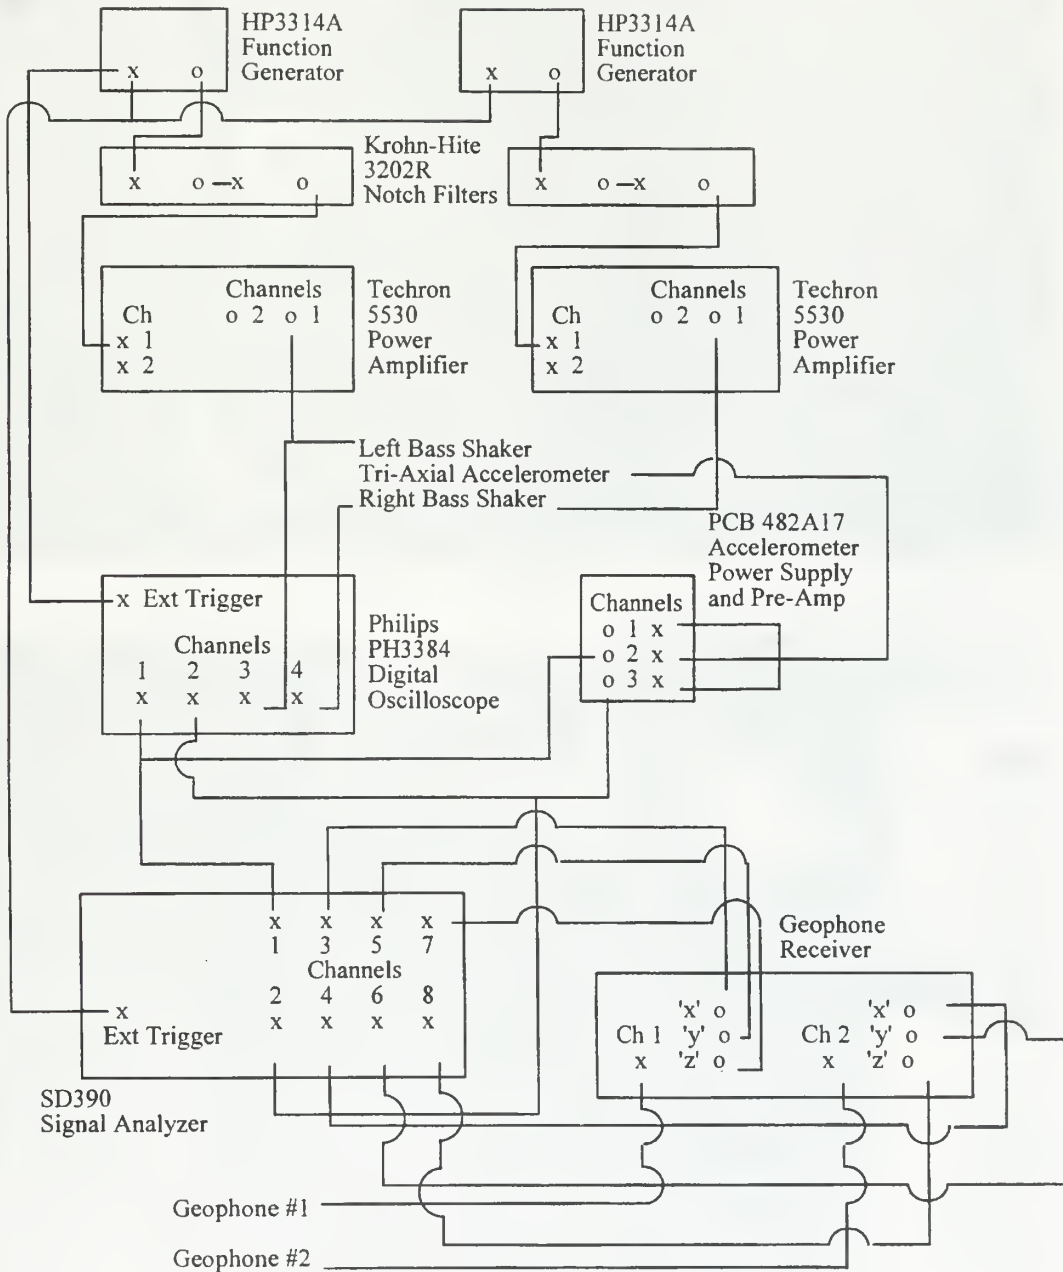 HP3314A
Function
Generator
x o
HP3314A
Function
Generator
x o
Krohn-Hite
3202R
Notch Filters
x o –x o
x o –x o
Channels
o 2 o 1
Ch
x 1
x 2
Techron
5530
Power
Amplifier
Channels
o 2 o 1
Ch
x 1
x 2
Techron
5530
Power
Amplifier
Left Bass Shaker
Tri-Axial Accelerometer
Right Bass Shaker
PCB 482A17
Accelerometer
Power Supply
and Pre-Amp
Channels
o 1 x
o 2 x
o 3 x
x Ext Trigger
Channels
1 2 3 4
x x x x
Philips
PH3384
Digital
Oscilloscope
x x x x
1 3 5 7
Channels
2 4 6 8
x x x x
x
Ext Trigger
SD390
Signal Analyzer
Geophone
Receiver
'x' o
Ch 1 'y' o
x 'z' o
'x' o
Ch 2 'y' o
x 'z' o
Geophone #1
Geophone #2